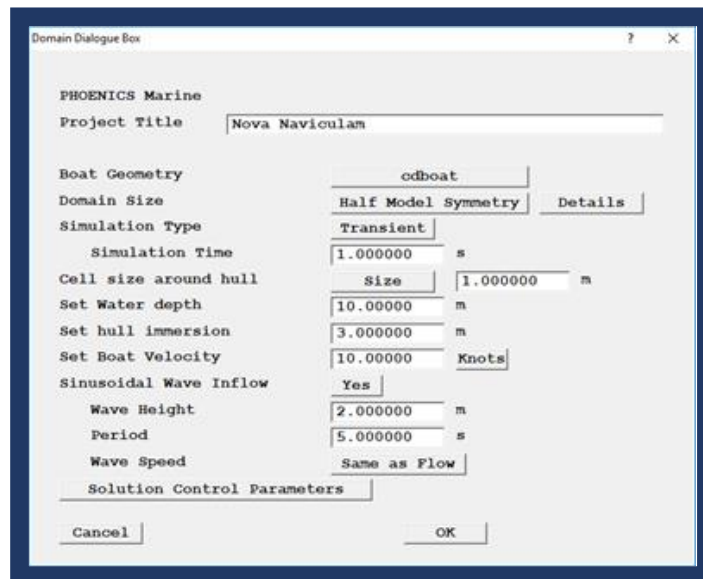 Domain Dialogue Box ? ×
PHOENICS Marine
Project Title Nova Naviculam
Boat Geometry cdboat
Domain Size Half Model Symmetry Details
Simulation Type Transient
Simulation Time 1.000000 s
Cell size around hull Size 1.000000 m
Set Water depth 10.00000 m
Set hull immersion 3.000000 m
Set Boat Velocity 10.00000 Knots
Sinusoidal Wave Inflow Yes
Wave Height 2.000000 m
Period 5.000000 s
Wave Speed Same as Flow
Solution Control Parameters
Cancel OK